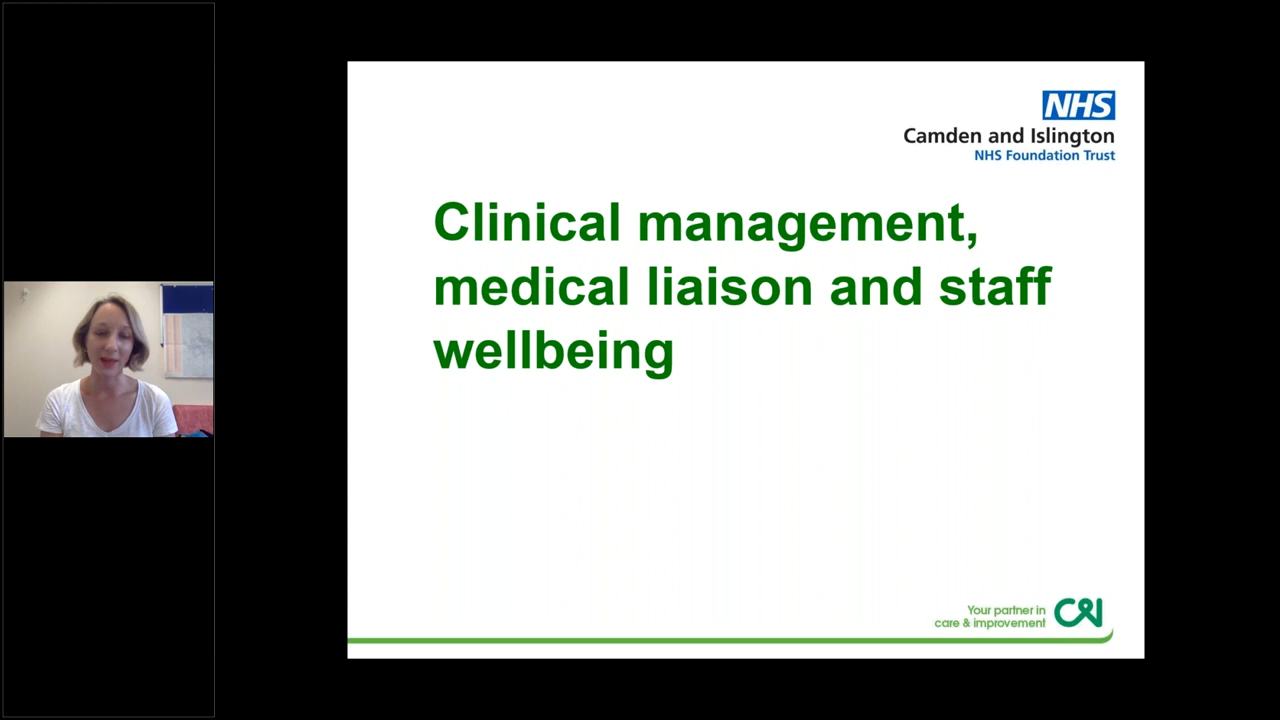 NHS
Camden and Islington
NHS Foundation Trust
Clinical management,
medical liaison and staff
wellbeing
Your partner in
care & improvement
C&I